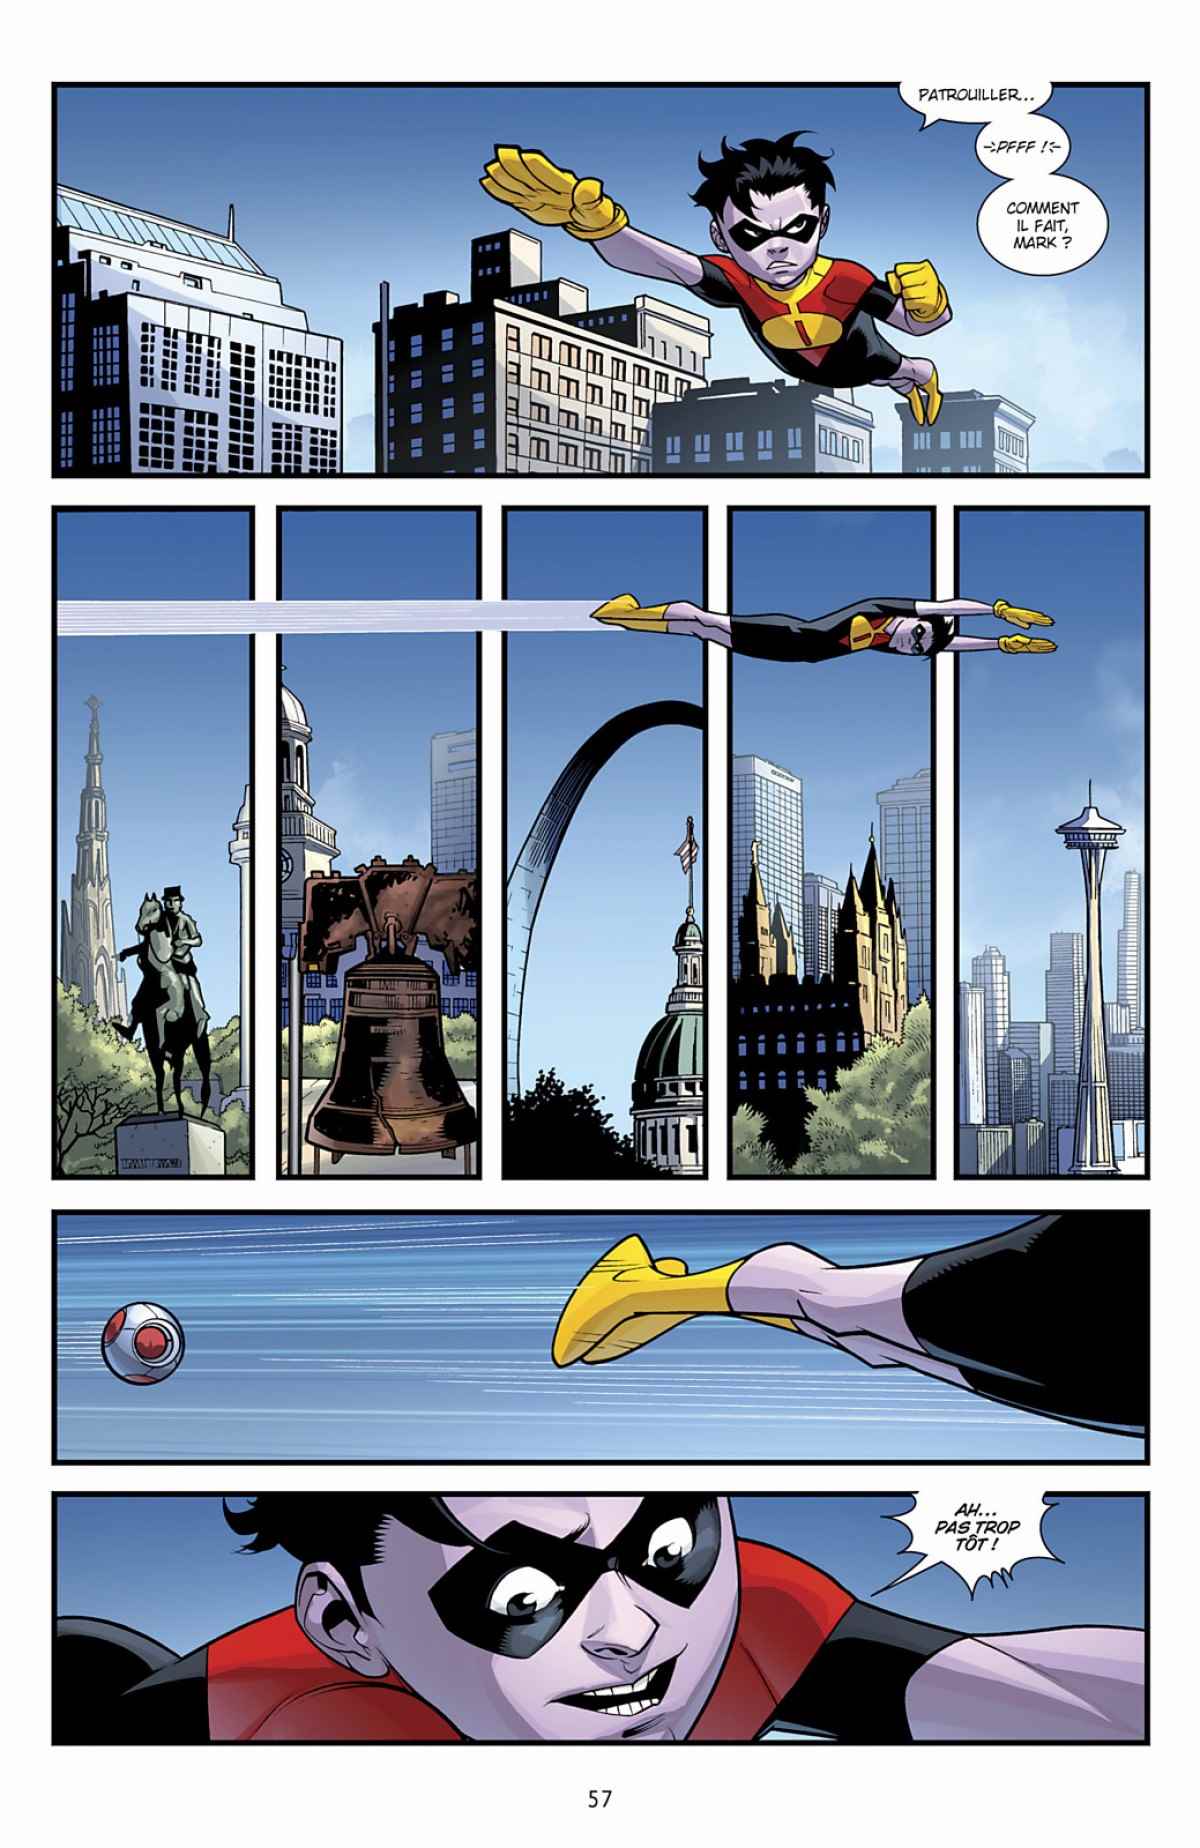 PATROUILLER...
-PFFF !-
COMMENT
IL FAIT,
MARK ?
AH...
PAS TROP
TÔT !
57